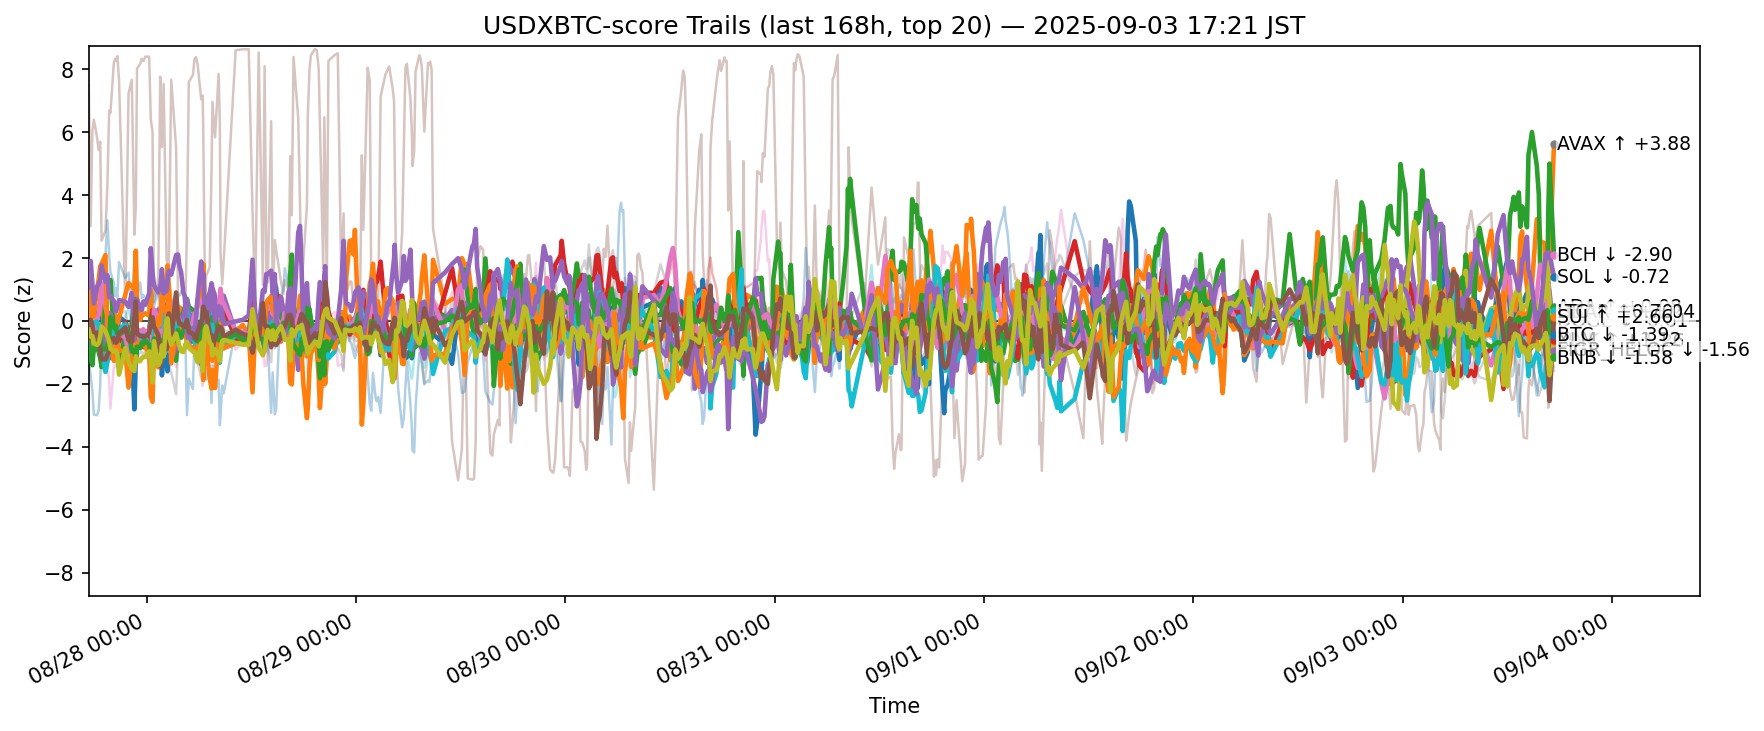 USDXBTC-score Trails (last 168h, top 20) — 2025-09-03 17:21 JST
Score (z)
8
6
4
2
0
−2
−4
−6
−8
AVAX ↑ +3.88
BCH ↓ -2.90
SOL ↓ -0.72
SUI ↑ +2.66
BTC ↓ -1.39
↓ -1.56
BNB ↓ -1.58
08/28 00:00
08/29 00:00
08/30 00:00
08/31 00:00
09/01 00:00
09/02 00:00
09/03 00:00
09/04 00:00
Time